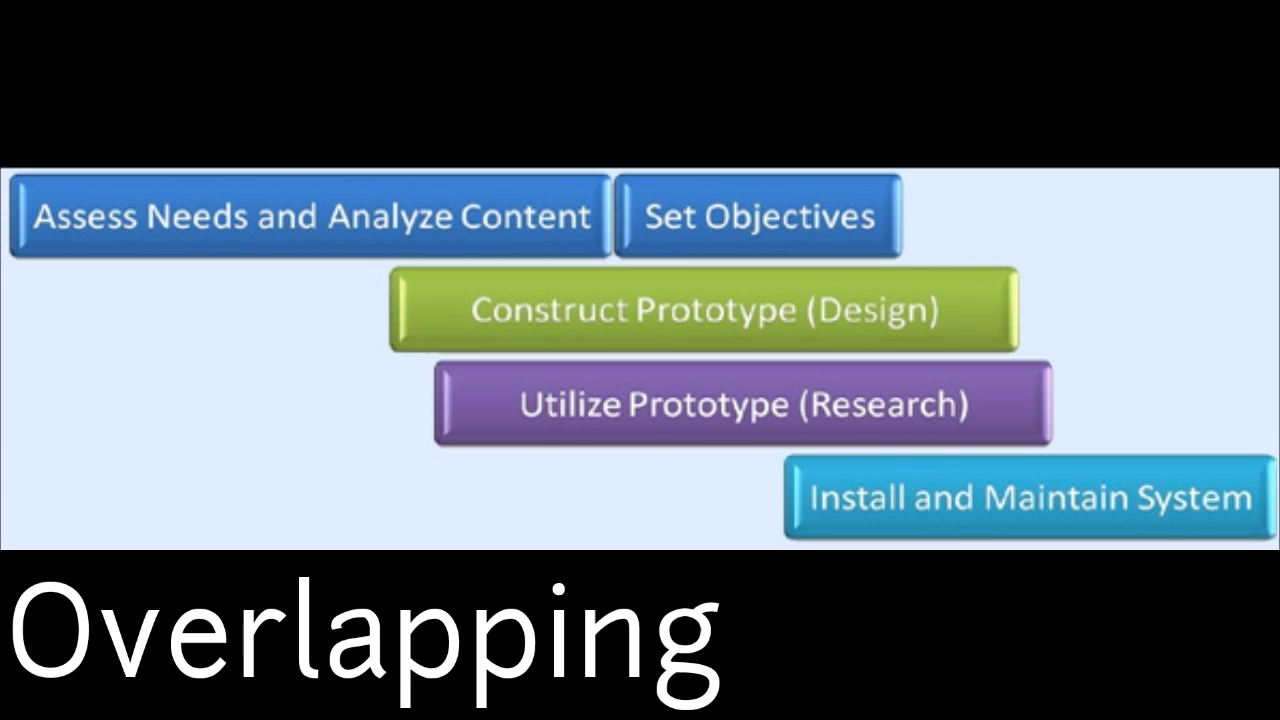 Assess Needs and Analyze Content
Set Objectives
Construct Prototype (Design)
Utilize Prototype (Research)
Install and Maintain System
Overlapping